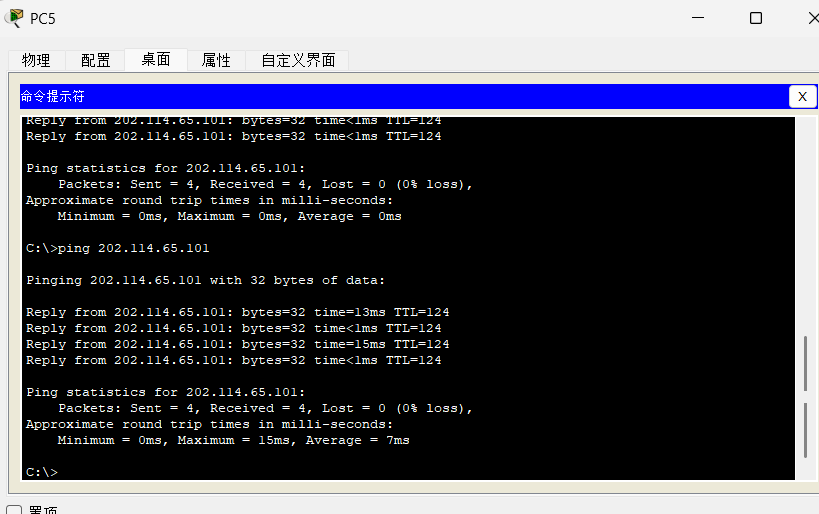 PC5
物理 配置 桌面 属性 自定义界面
命令提示符 X
Reply from 202.114.65.101: bytes=32 time<1ms TTL=124
Reply from 202.114.65.101: bytes=32 time<1ms TTL=124
Ping statistics for 202.114.65.101:
Packets: Sent = 4, Received = 4, Lost = 0 (0% loss),
Approximate round trip times in milli-seconds:
Minimum = 0ms, Maximum = 0ms, Average = 0ms
C:\>ping 202.114.65.101
Pinging 202.114.65.101 with 32 bytes of data:
Reply from 202.114.65.101: bytes=32 time=13ms TTL=124
Reply from 202.114.65.101: bytes=32 time<1ms TTL=124
Reply from 202.114.65.101: bytes=32 time=15ms TTL=124
Reply from 202.114.65.101: bytes=32 time<1ms TTL=124
Ping statistics for 202.114.65.101:
Packets: Sent = 4, Received = 4, Lost = 0 (0% loss),
Approximate round trip times in milli-seconds:
Minimum = 0ms, Maximum = 15ms, Average = 7ms
C:\>
置顶